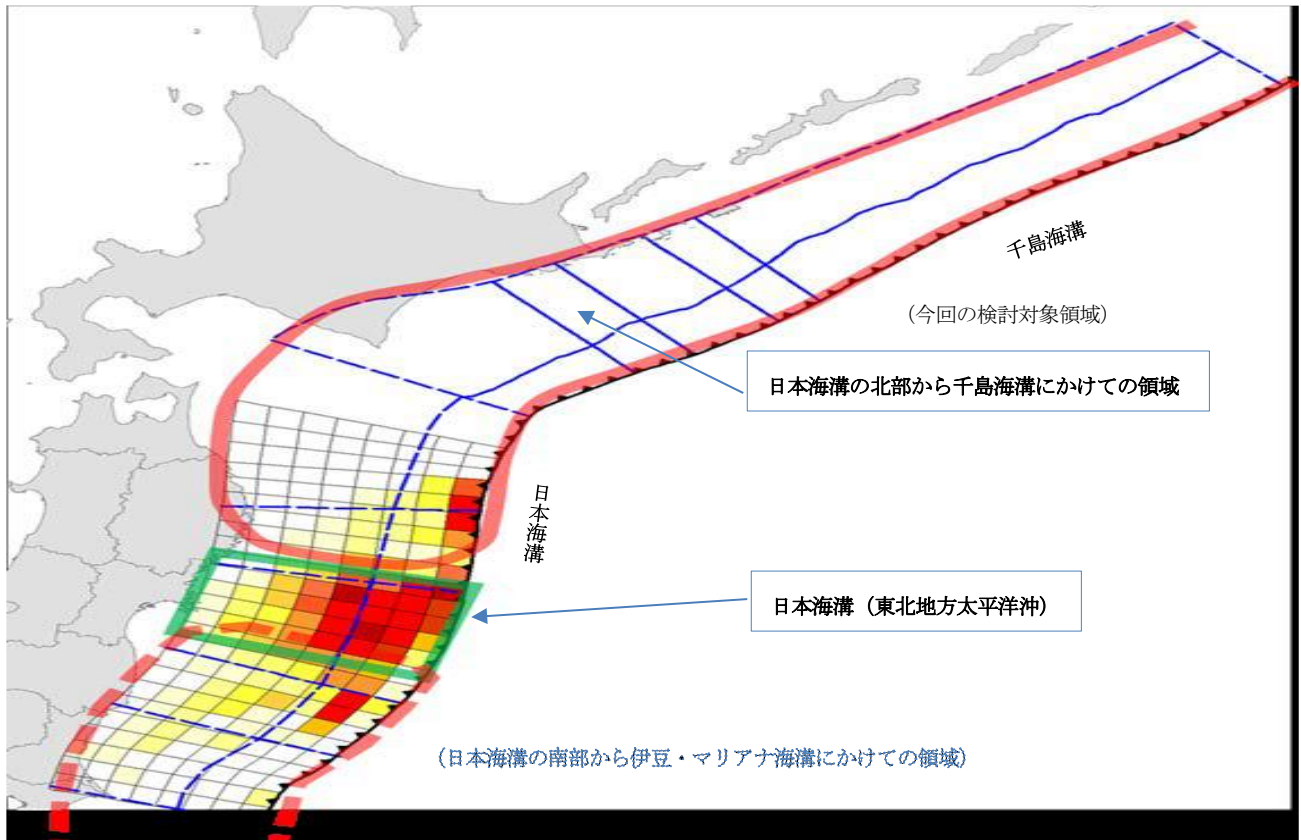 千島海溝
（今回の検討対象領域）
日本海溝の北部から千島海溝にかけての領域
日本海溝
日本海溝（東北地方太平洋沖）
（日本海溝の南部から伊豆・マリアナ海溝にかけての領域）